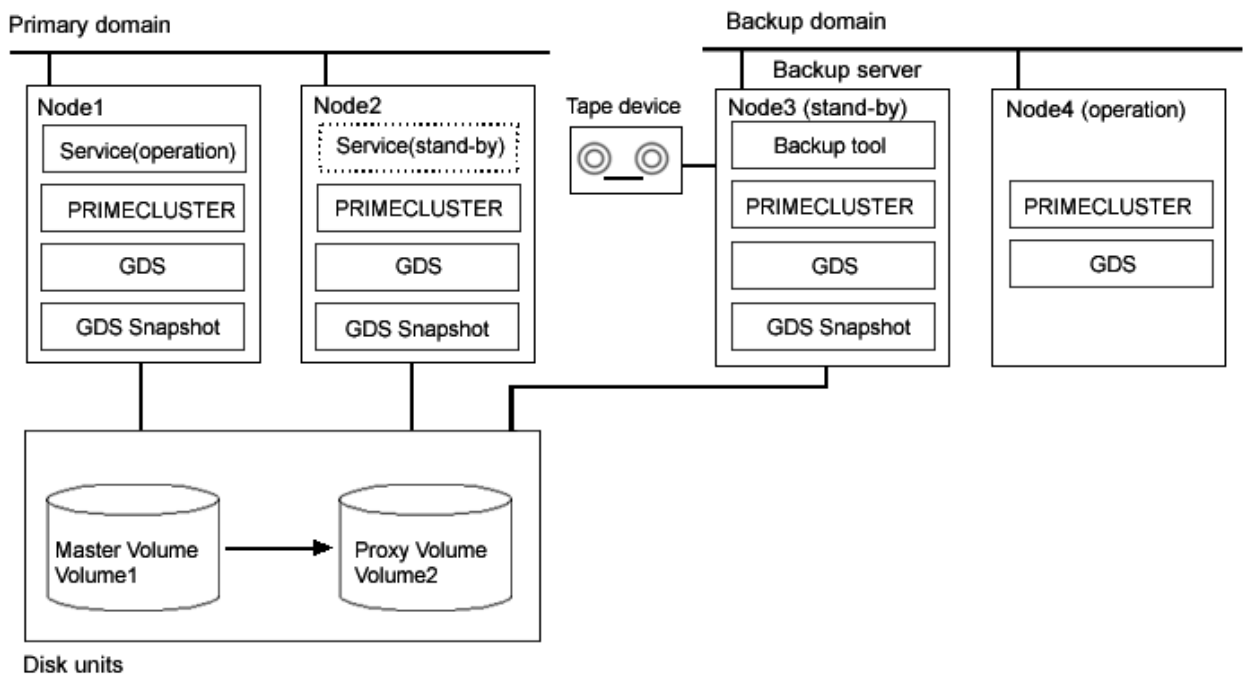 Primary domain
Backup domain
Backup server
Node1
Service(operation)
PRIMECLUSTER
GDS
GDS Snapshot
Node2
Service(stand-by)
PRIMECLUSTER
GDS
GDS Snapshot
Tape device
Node3 (stand-by)
Backup tool
PRIMECLUSTER
GDS
GDS Snapshot
Node4 (operation)
PRIMECLUSTER
GDS
Master Volume
Volume1
Proxy Volume
Volume2
Disk units